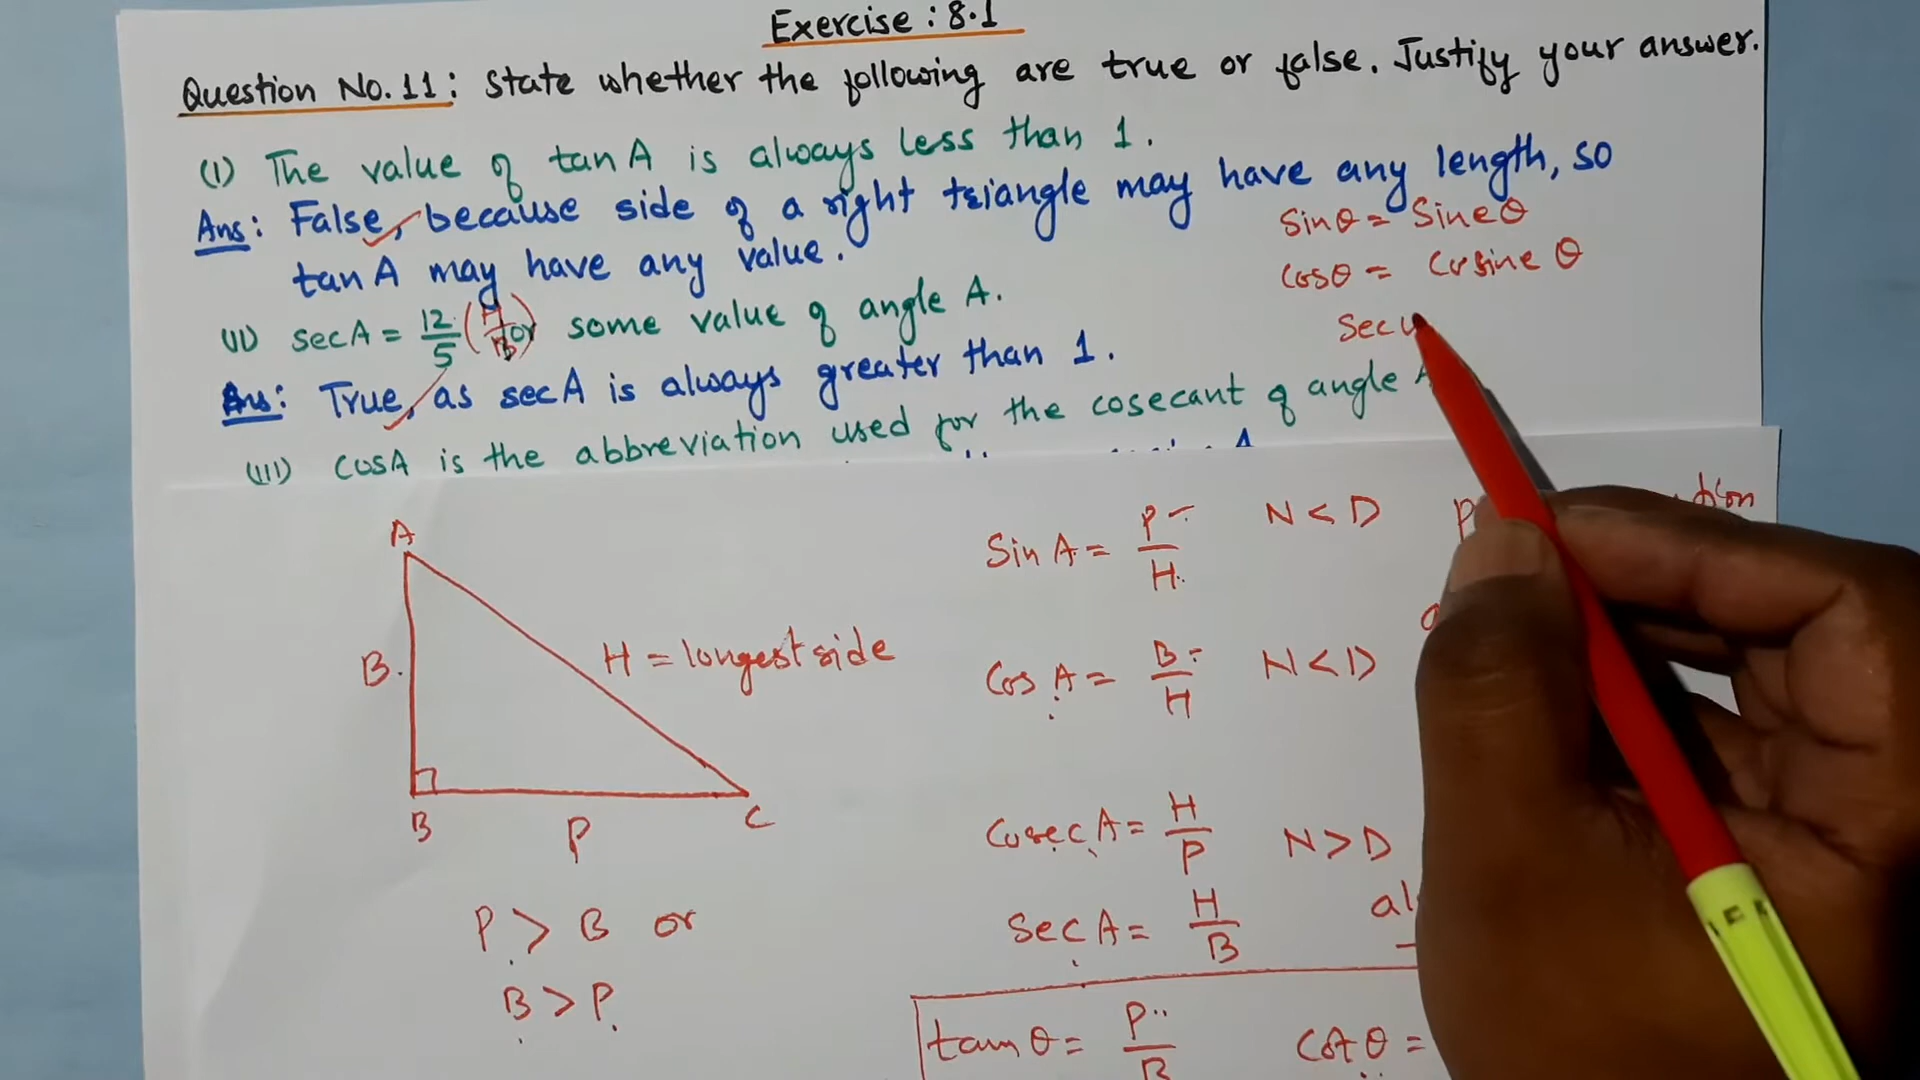 Exercise : 8.1
Question No. 11 : State whether the following are true or false. Justify your answer.
(I) The value of tan A is always less than 1.
Ans : False, because side of a right triangle may have any length, so
tan A may have any value.
Sinθ = Sine θ
Cosθ = Cosine θ
Sec
(II) sec A = 12/5 (H/B) for some value of angle A.
Ans : True, as sec A is always greater than 1.
(III) Cos A is the abbreviation used for the cosecant of angle A
A
B
H = longest side
B
C
P
P > B or
B > P
Sin A = P/H N < D
Cos A = B/H N < D
Cosec A = H/P N > D
Sec A = H/B
tan θ = P/B cot θ =